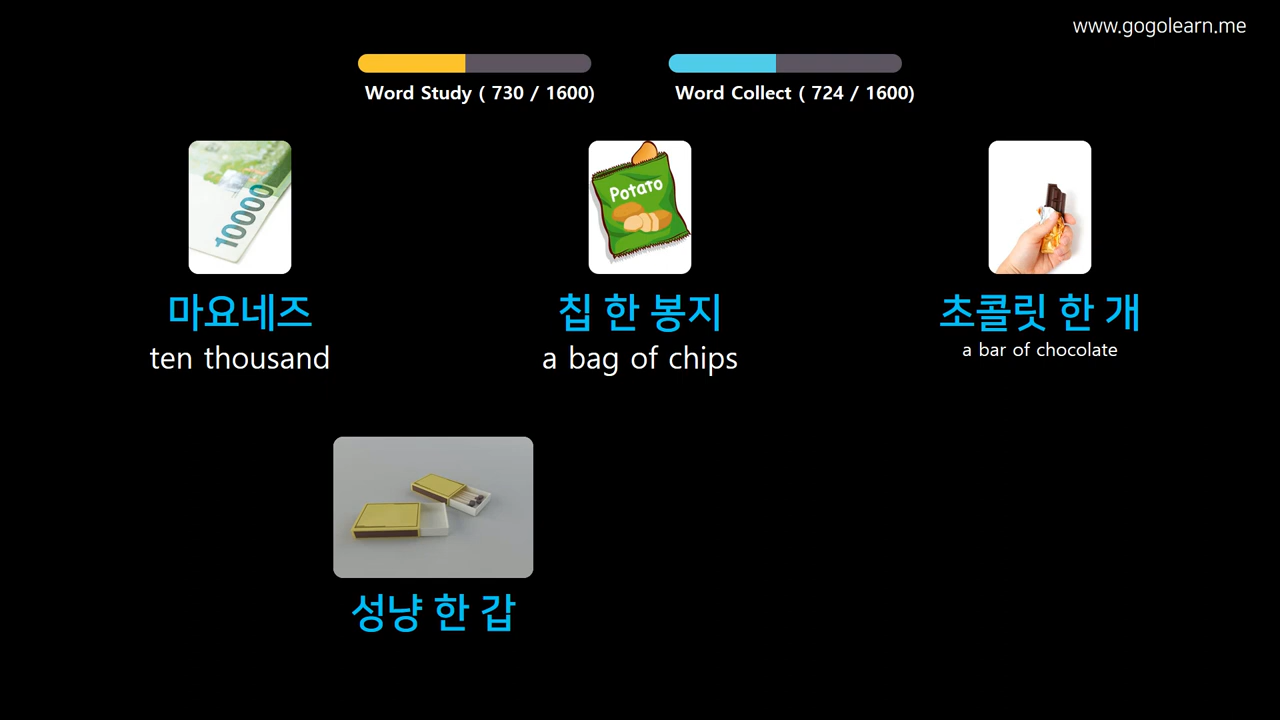 www.gogolearn.me
Word Study ( 730 / 1600)
Word Collect ( 724 / 1600)
10000
Potato
마요네즈
칩 한 봉지
초콜릿 한 개
ten thousand
a bag of chips
a bar of chocolate
성냥 한 갑